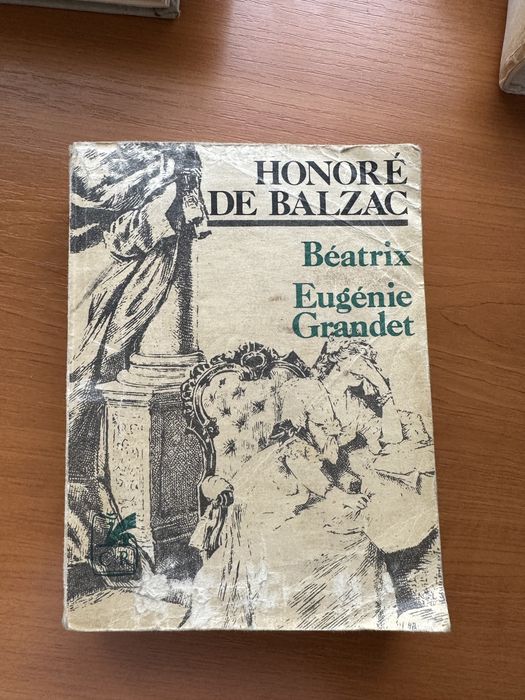 HONORÉ
DE BALZAC
Béatrix
Eugénie
Grandet
C R